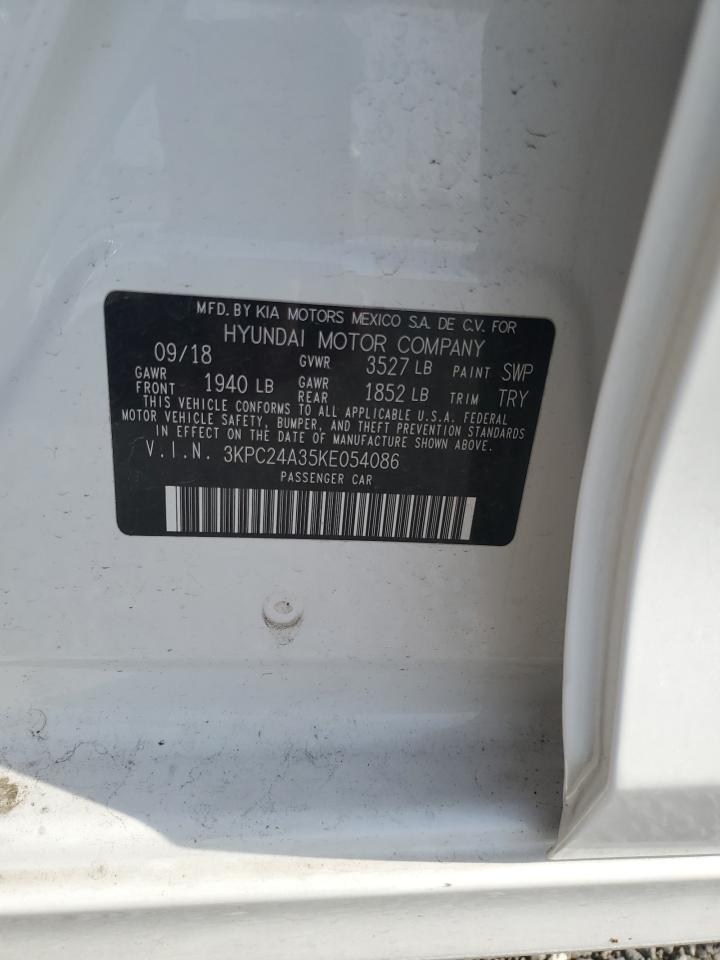 MFD. BY KIA MOTORS MEXICO S.A. DE C.V. FOR
HYUNDAI MOTOR COMPANY
09/18 GVWR 3527 LB PAINT SWP
GAWR FRONT 1940 LB GAWR REAR 1852 LB TRIM TRY
THIS VEHICLE CONFORMS TO ALL APPLICABLE U.S.A. FEDERAL
MOTOR VEHICLE SAFETY, BUMPER, AND THEFT PREVENTION STANDARDS
IN EFFECT ON THE DATE OF MANUFACTURE SHOWN ABOVE.
V.I.N. 3KPC24A35KE054086
PASSENGER CAR